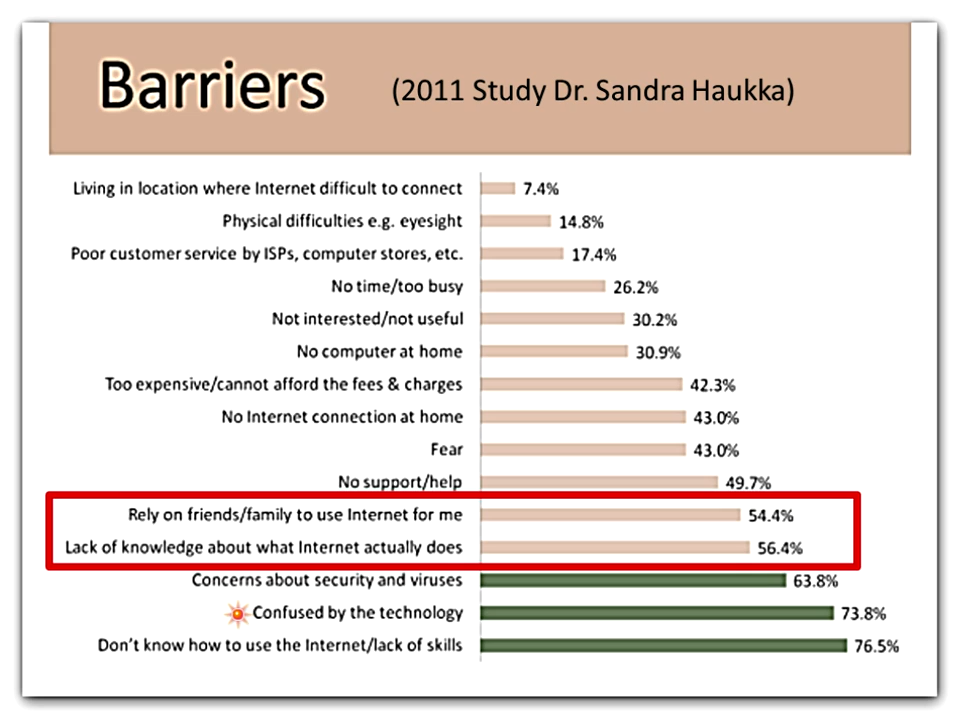 Barriers (2011 Study Dr. Sandra Haukka)
Living in location where Internet difficult to connect 7.4%
Physical difficulties e.g. eyesight 14.8%
Poor customer service by ISPs, computer stores, etc. 17.4%
No time/too busy 26.2%
Not interested/not useful 30.2%
No computer at home 30.9%
Too expensive/cannot afford the fees & charges 42.3%
No Internet connection at home 43.0%
Fear 43.0%
No support/help 49.7%
Rely on friends/family to use Internet for me 54.4%
Lack of knowledge about what Internet actually does 56.4%
Concerns about security and viruses 63.8%
Confused by the technology 73.8%
Don't know how to use the Internet/lack of skills 76.5%